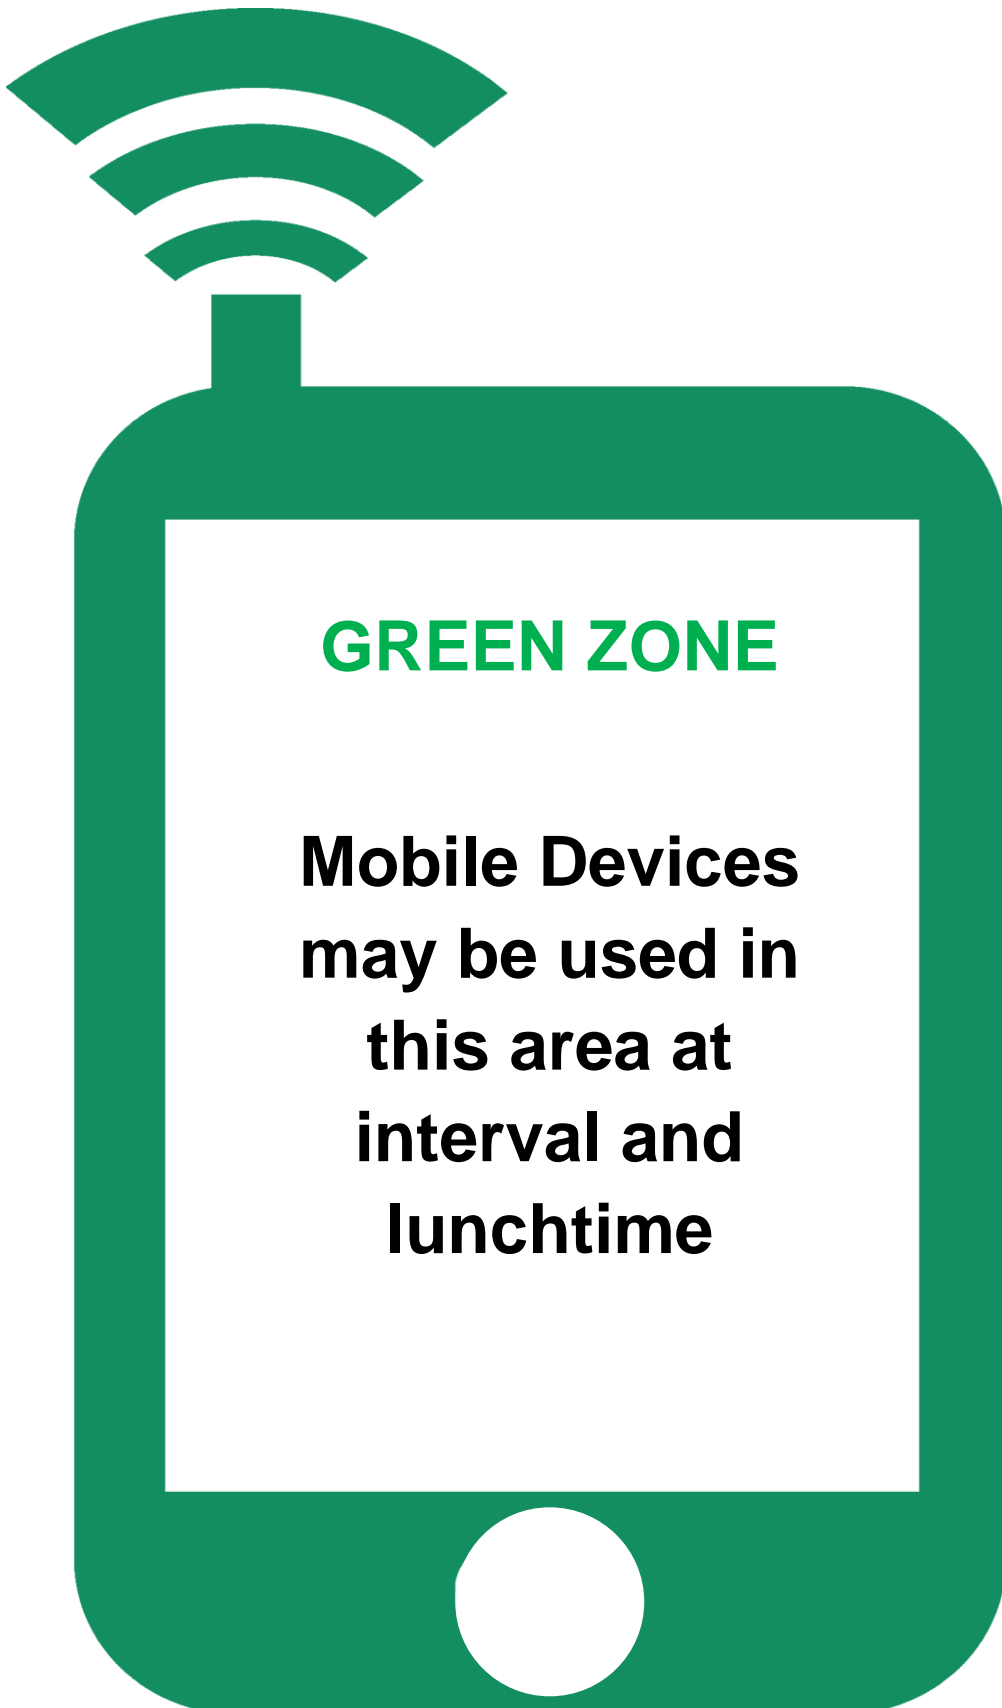 GREEN ZONE
Mobile Devices
may be used in
this area at
interval and
lunchtime